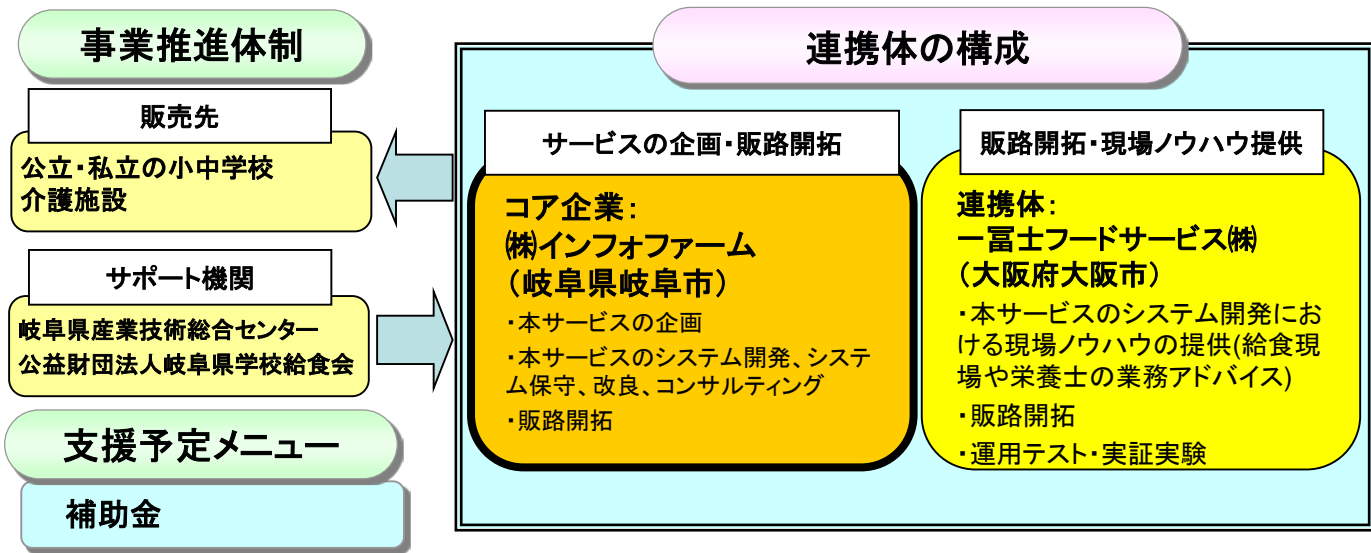 事業推進体制
販売先
公立・私立の小中学校
介護施設
サポート機関
岐阜県産業技術総合センター
公益財団法人岐阜県学校給食会
支援予定メニュー
補助金
連携体の構成
サービスの企画・販路開拓
コア企業：
㈱インフォファーム
（岐阜県岐阜市）
・本サービスの企画
・本サービスのシステム開発、システ
ム保守、改良、コンサルティング
・販路開拓
販路開拓・現場ノウハウ提供
連携体：
一冨士フードサービス㈱
（大阪府大阪市）
・本サービスのシステム開発にお
ける現場ノウハウの提供(給食現
場や栄養士の業務アドバイス)
・販路開拓
・運用テスト・実証実験